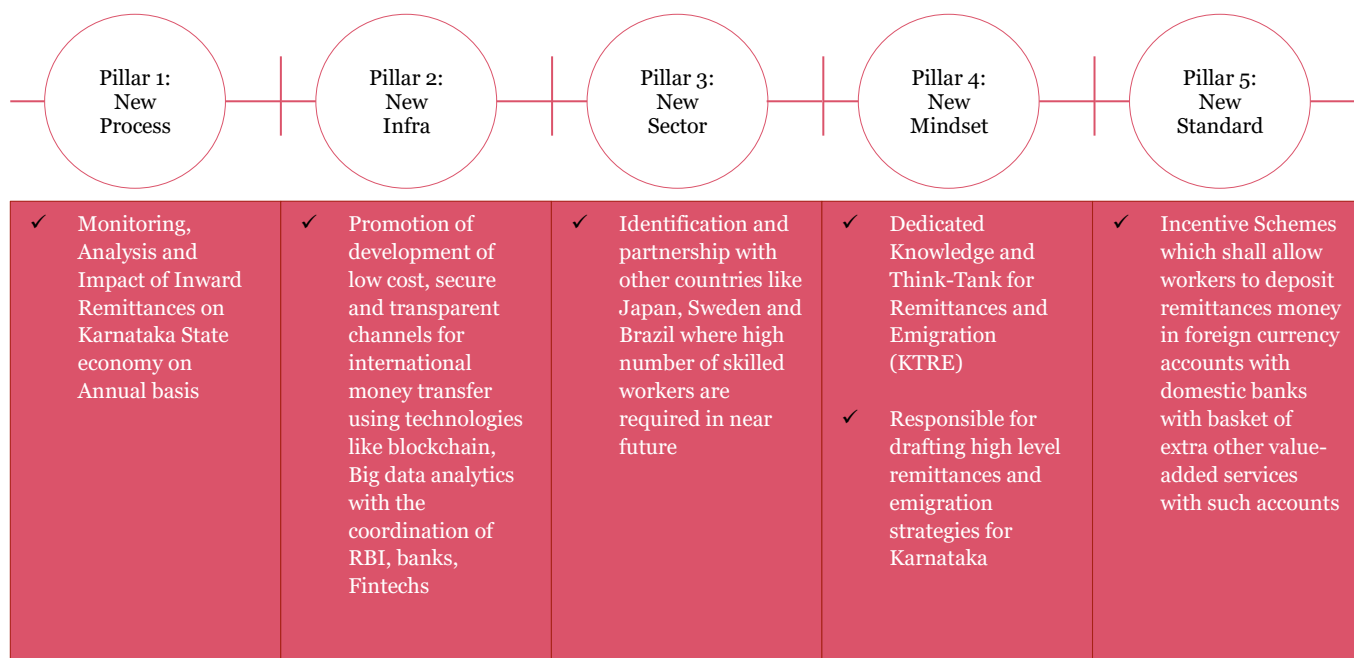 Pillar 1:
New
Process
Pillar 2:
New
Infra
Pillar 3:
New
Sector
Pillar 4:
New
Mindset
Pillar 5:
New
Standard
✓ Monitoring,
Analysis and
Impact of Inward
Remittances on
Karnataka State
economy on
Annual basis
✓ Promotion of
development of
low cost, secure
and transparent
channels for
international
money transfer
using technologies
like blockchain,
Big data analytics
with the
coordination of
RBI, banks,
Fintechs
✓ Identification and
partnership with
other countries like
Japan, Sweden and
Brazil where high
number of skilled
workers are
required in near
future
✓ Dedicated
Knowledge and
Think-Tank for
Remittances and
Emigration
(KTRE)
✓ Responsible for
drafting high level
remittances and
emigration
strategies for
Karnataka
✓ Incentive Schemes
which shall allow
workers to deposit
remittances money
in foreign currency
accounts with
domestic banks
with basket of
extra other value-
added services
with such accounts